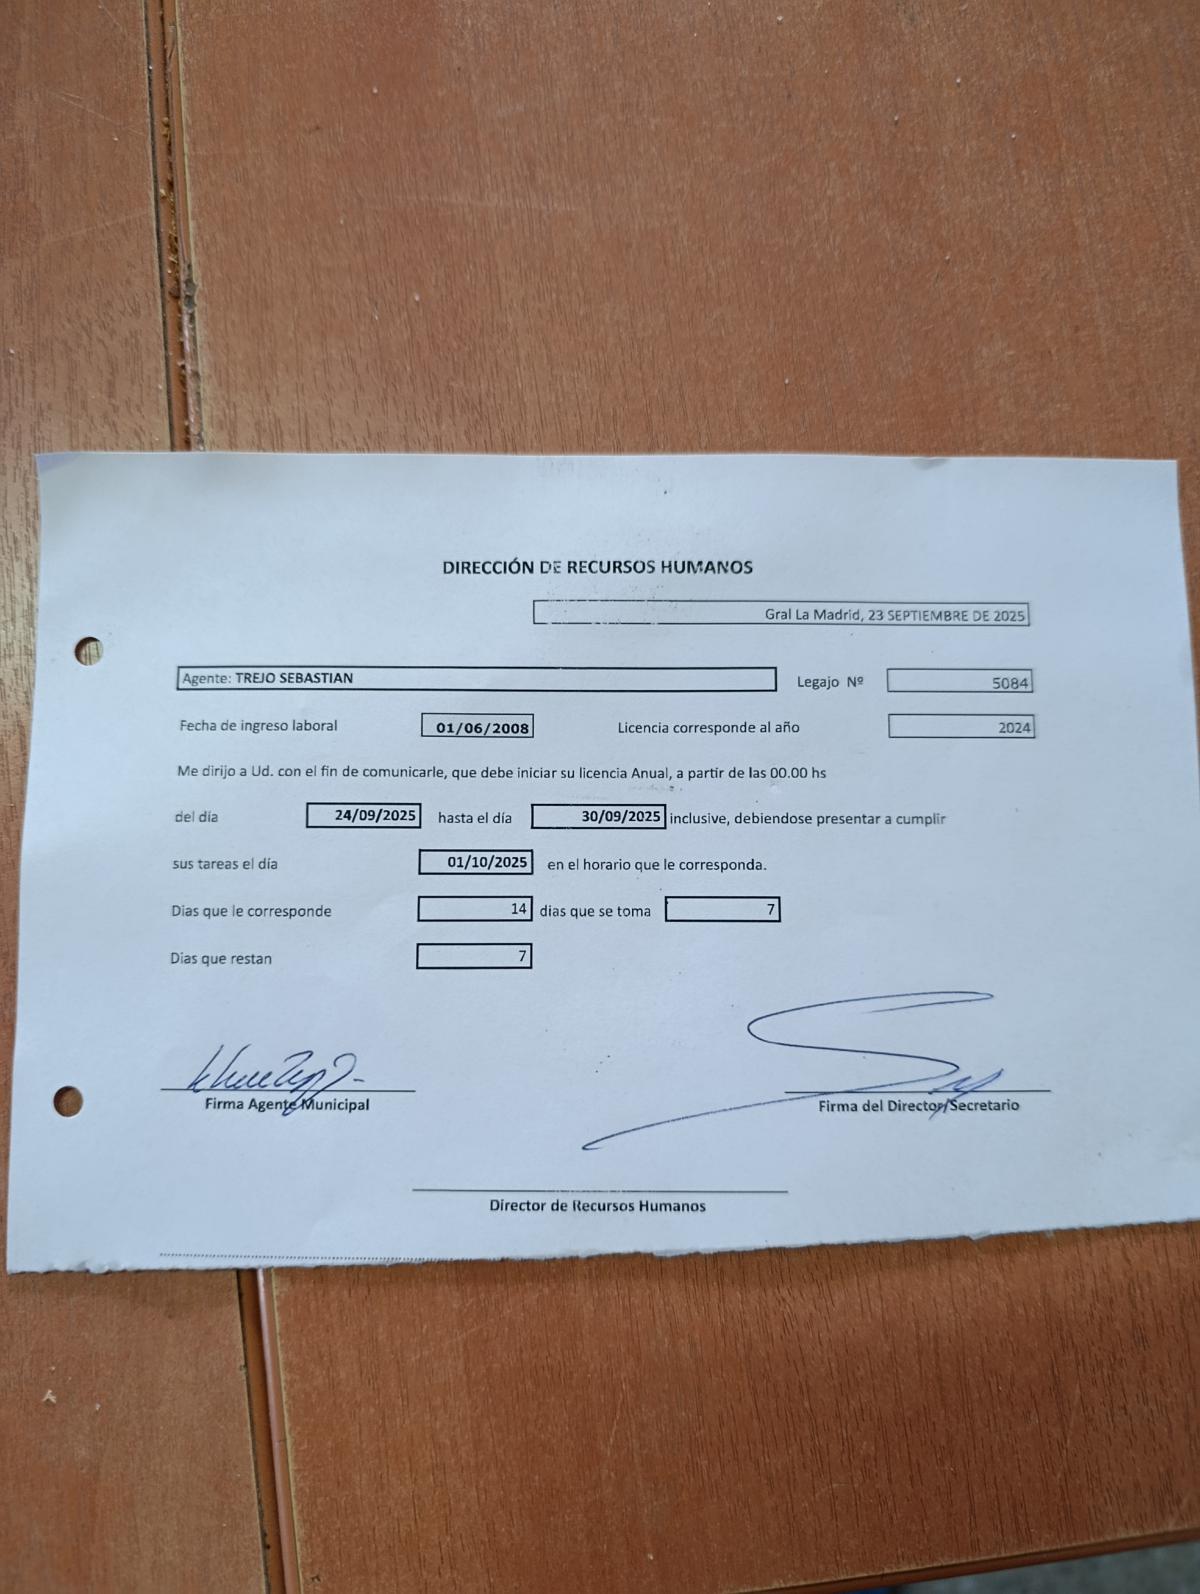 DIRECCIÓN DE RECURSOS HUMANOS
Gral La Madrid, 23 SEPTIEMBRE DE 2025
Agente: TREJO SEBASTIAN Legajo Nº 5084
Fecha de ingreso laboral 01/06/2008 Licencia corresponde al año 2024
Me dirijo a Ud. con el fin de comunicarle, que debe iniciar su licencia Anual, a partir de las 00.00 hs
del día 24/09/2025 hasta el día 30/09/2025 inclusive, debiendose presentar a cumplir
sus tareas el día 01/10/2025 en el horario que le corresponda.
Dias que le corresponde 14 dias que se toma 7
Dias que restan 7
Firma Agente Municipal Firma del Director/Secretario
Director de Recursos Humanos